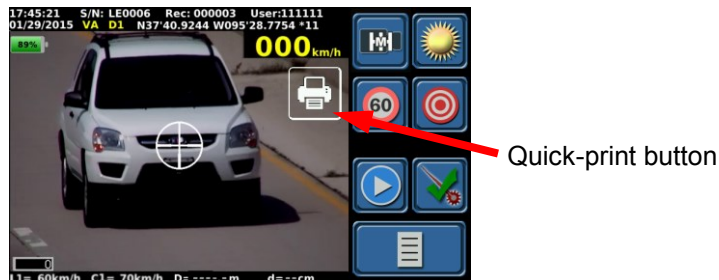 17:45:21 S/N: LE0006 Rec: 000003 User:111111
01/29/2015 VA D1 N37'40.9244 W095'28.7754 *11
89%
000km/h
M
60
Quick-print button
0
L1= 60km/h C1= 70km/h D= ---- -m d=--cm